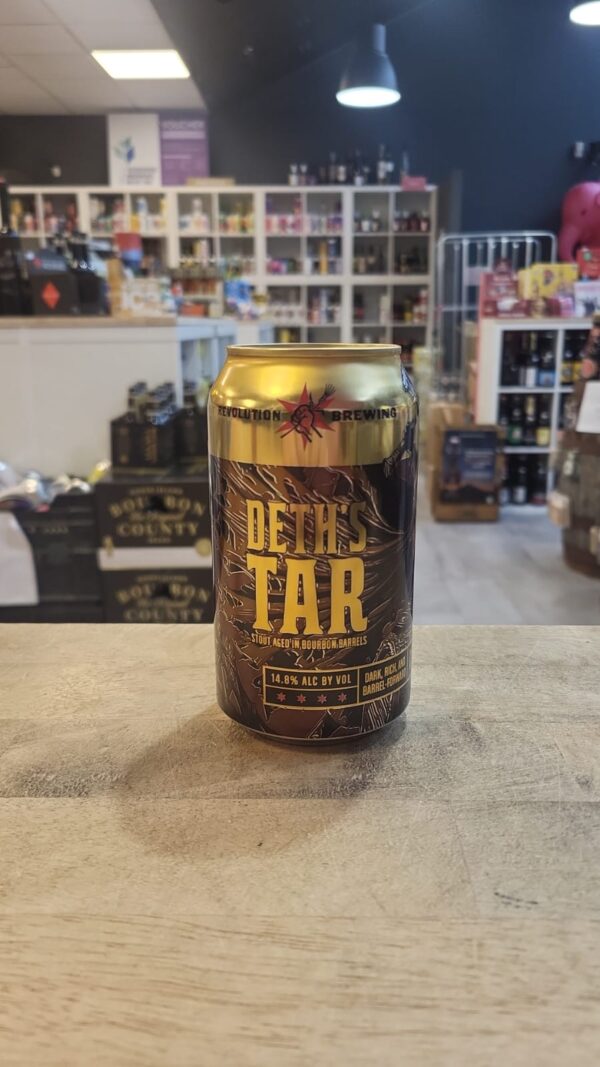 VOUCHER
REVOLUTION BREWING
DETH'S
TAR
STOUT AGED IN BOURBON BARRELS
14.8% ALC BY VOL
DARK, RICH, AND
BARREL-FORWARD
BOURBON
COUNTY
BOURBON
COUNTY